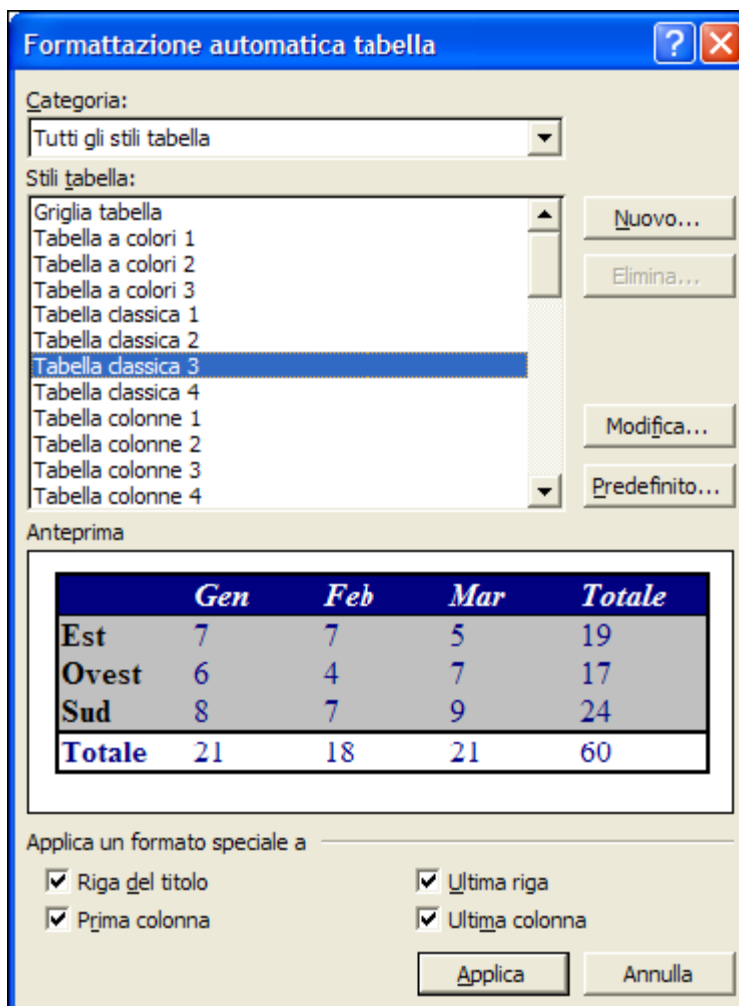 Formattazione automatica tabella
Categoria:
Tutti gli stili tabella
Stili tabella:
Griglia tabella
Tabella a colori 1
Tabella a colori 2
Tabella a colori 3
Tabella classica 1
Tabella classica 2
Tabella classica 3
Tabella classica 4
Tabella colonne 1
Tabella colonne 2
Tabella colonne 3
Tabella colonne 4
Nuovo...
Elimina...
Modifica...
Predefinito...
Anteprima
Gen Feb Mar Totale
Est 7 7 5 19
Ovest 6 4 7 17
Sud 8 7 9 24
Totale 21 18 21 60
Applica un formato speciale a
Riga del titolo Ultima riga
Prima colonna Ultima colonna
Applica Annulla